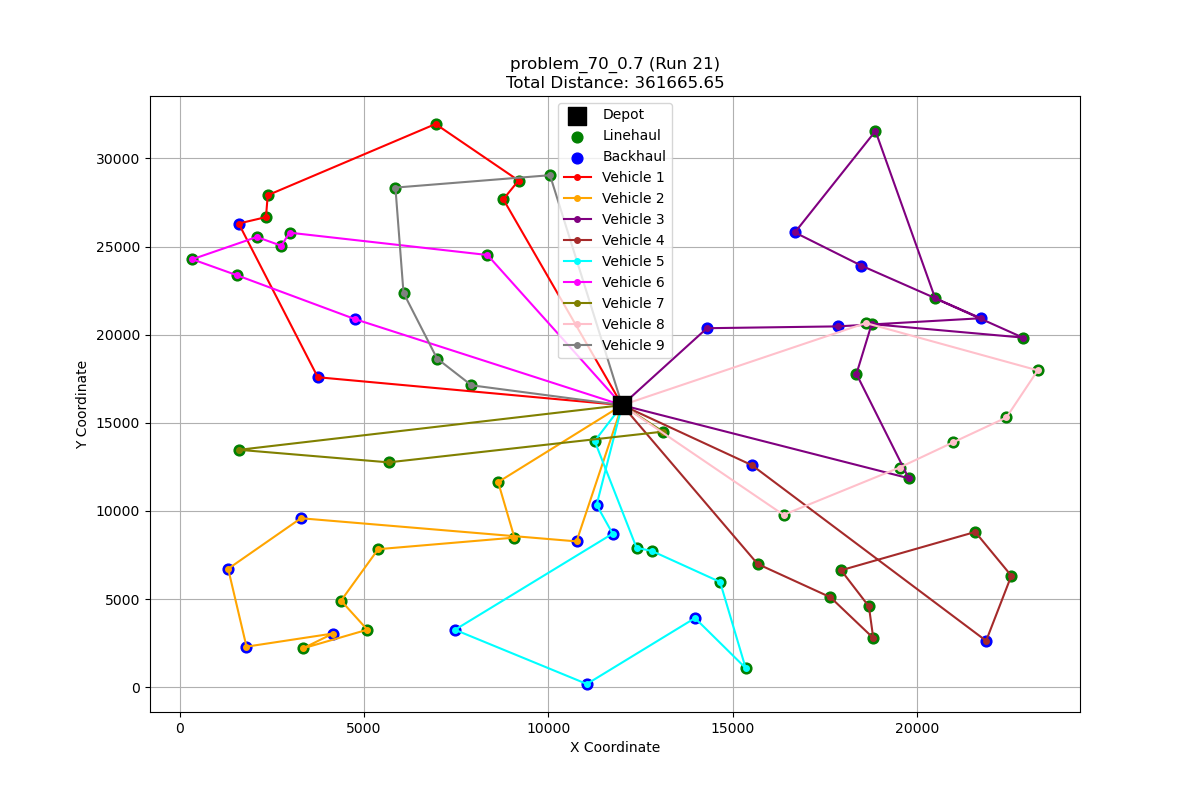 problem_70_0.7 (Run 21)
Total Distance: 361665.65
Depot
Linehaul
Backhaul
Vehicle 1
Vehicle 2
Vehicle 3
Vehicle 4
Vehicle 5
Vehicle 6
Vehicle 7
Vehicle 8
Vehicle 9
Y Coordinate
30000
25000
20000
15000
10000
5000
0
0
5000
10000
15000
20000
X Coordinate